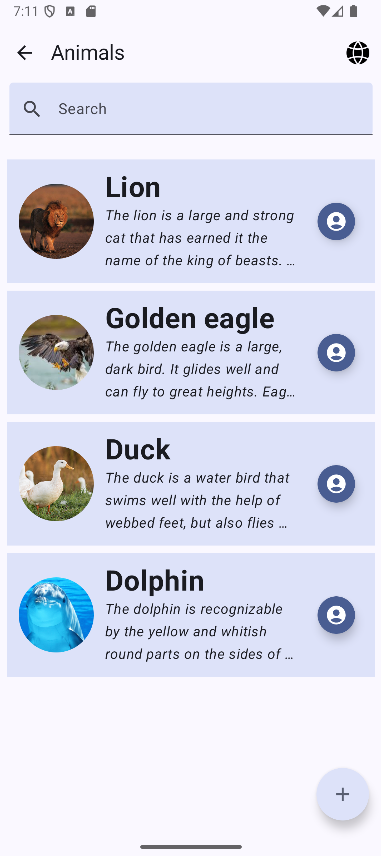 7:11
Animals
Search
Lion
The lion is a large and strong
cat that has earned it the
name of the king of beasts. …
Golden eagle
The golden eagle is a large,
dark bird. It glides well and
can fly to great heights. Eag…
Duck
The duck is a water bird that
swims well with the help of
webbed feet, but also flies …
Dolphin
The dolphin is recognizable
by the yellow and whitish
round parts on the sides of …